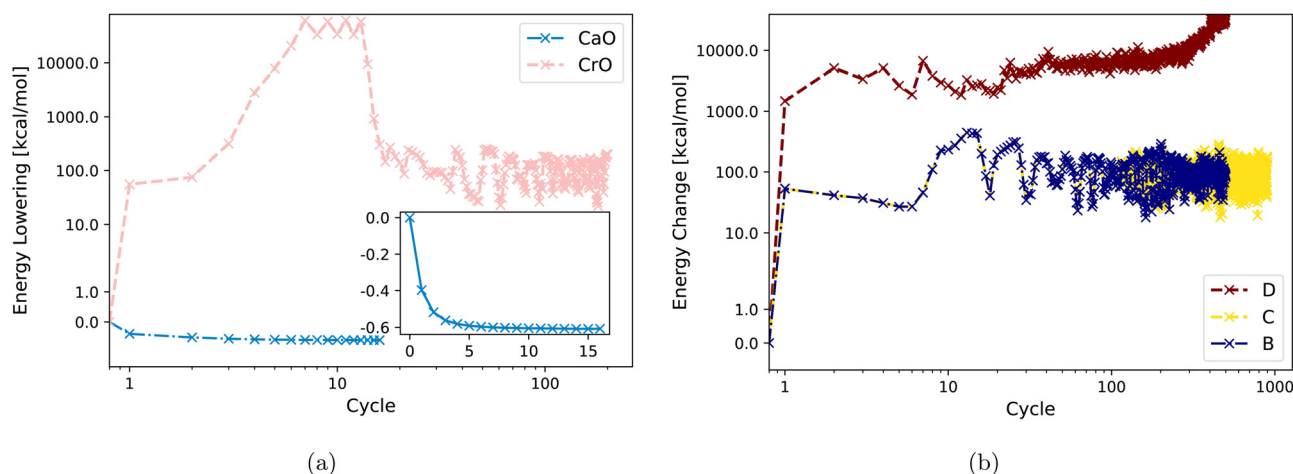 CaO
CrO
10000.0
1000.0
100.0
10.0
1.0
0.0
Energy Lowering [kcal/mol]
0.0
-0.2
-0.4
-0.6
0 5 10 15
1 10 100
Cycle
(a)
10000.0
1000.0
100.0
10.0
1.0
0.0
Energy Change [kcal/mol]
D
C
B
1 10 100 1000
Cycle
(b)